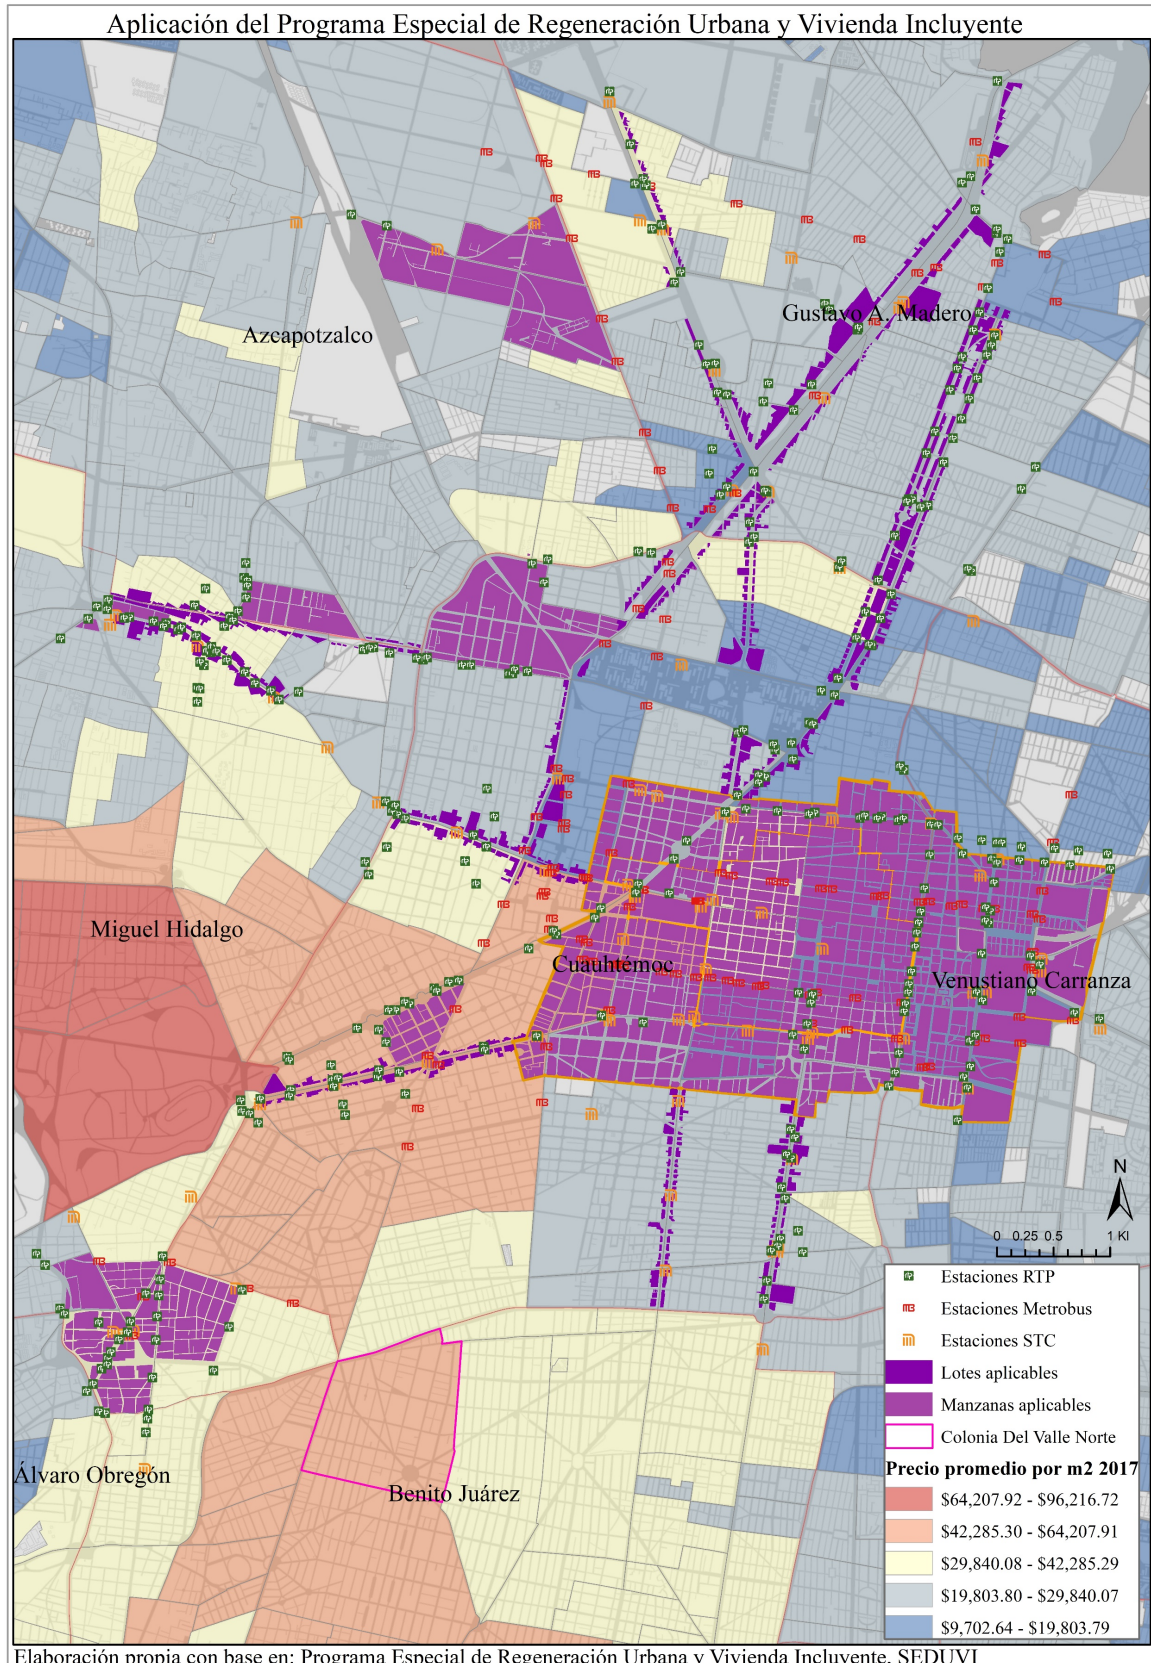 Aplicación del Programa Especial de Regeneración Urbana y Vivienda Incluyente
Azcapotzalco
Gustavo A. Madero
Miguel Hidalgo
Cuauhtémoc
Venustiano Carranza
Álvaro Obregón
Benito Juárez
N
0 0.25 0.5 1 Kl
Estaciones RTP
Estaciones Metrobus
Estaciones STC
Lotes aplicables
Manzanas aplicables
Colonia Del Valle Norte
Precio promedio por m2 2017
$64,207.92 - $96,216.72
$42,285.30 - $64,207.91
$29,840.08 - $42,285.29
$19,803.80 - $29,840.07
$9,702.64 - $19,803.79
Elaboración propia con base en: Programa Especial de Regeneración Urbana y Vivienda Incluyente, SEDUVI